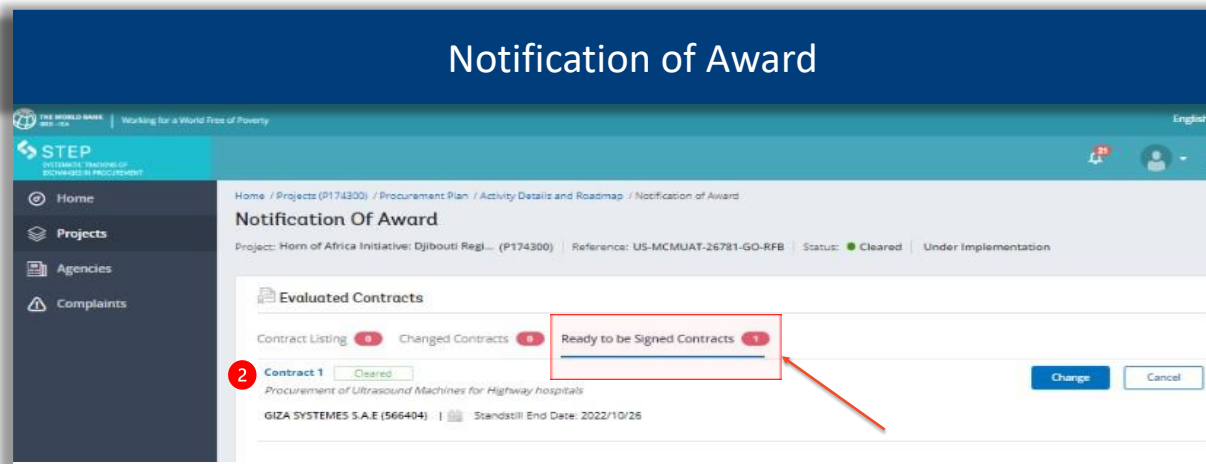 Notification of Award
THE WORLD BANK
IBRD • IDA
Working for a World Free of Poverty
English
STEP
SYSTEMATIC TRACKING OF
EXCHANGES IN PROCUREMENT
21
Home
Projects
Agencies
Complaints
Home / Projects (P174300) / Procurement Plan / Activity Details and Roadmap / Notification of Award
Notification Of Award
Project: Horn of Africa Initiative: Djibouti Regi... (P174300) | Reference: US-MCMUAT-26781-GO-RFB | Status: Cleared | Under Implementation
Evaluated Contracts
Contract Listing 0 Changed Contracts 0 Ready to be Signed Contracts 1
2 Contract 1 Cleared Change Cancel
Procurement of Ultrasound Machines for Highway hospitals
GIZA SYSTEMES S.A.E (566404) | Standstill End Date: 2022/10/26